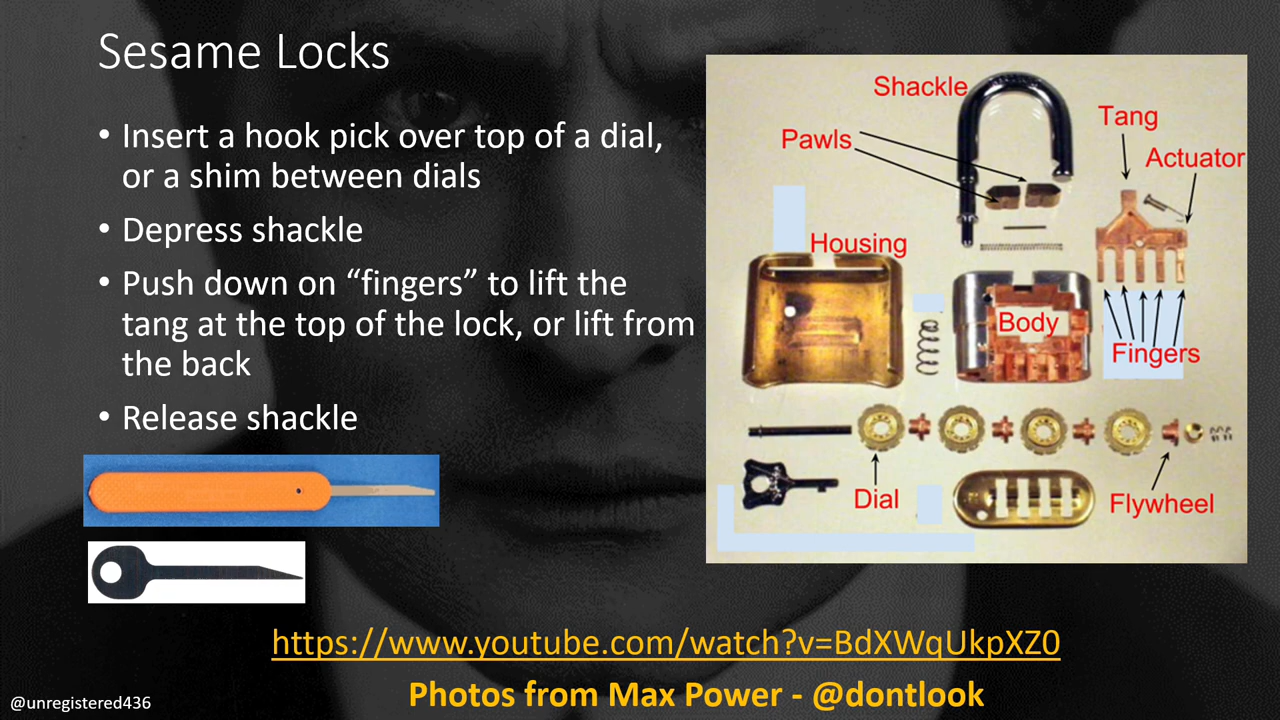 Sesame Locks
• Insert a hook pick over top of a dial,
or a shim between dials
• Depress shackle
• Push down on “fingers” to lift the
tang at the top of the lock, or lift from
the back
• Release shackle
Shackle
Pawls
Tang
Actuator
Housing
Body
Fingers
Dial
Flywheel
https://www.youtube.com/watch?v=BdXWqUkpXZ0
Photos from Max Power - @dontlook
@unregistered436